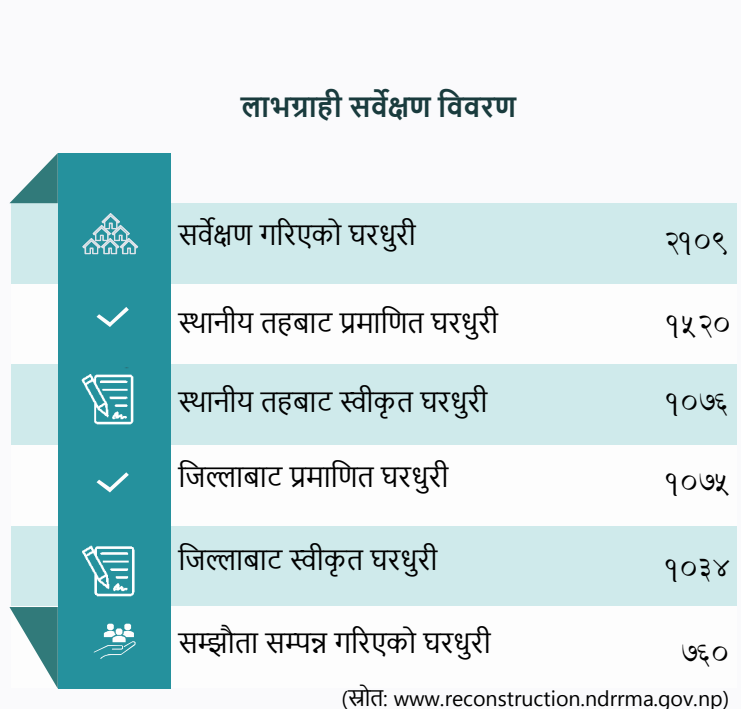 लाभग्राही सर्वेक्षण विवरण
सर्वेक्षण गरिएको घरधुरी २१०९
स्थानीय तहबाट प्रमाणित घरधुरी १५२०
स्थानीय तहबाट स्वीकृत घरधुरी १०७६
जिल्लाबाट प्रमाणित घरधुरी १०७५
जिल्लाबाट स्वीकृत घरधुरी १०३४
सम्झौता सम्पन्न गरिएको घरधुरी ७६०
(स्रोत: www.reconstruction.ndrrma.gov.np)